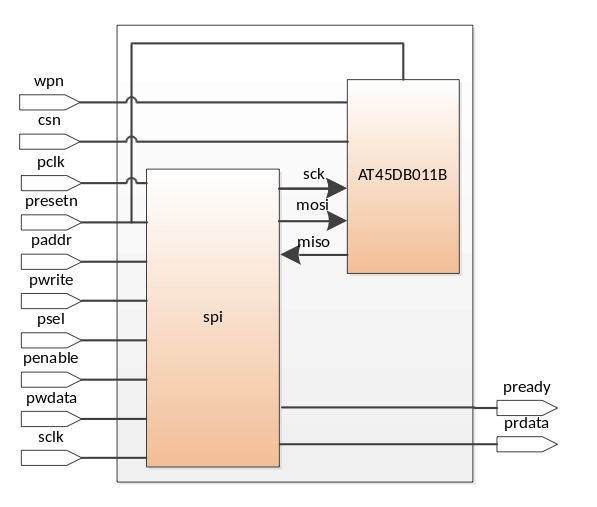 wpn
csn
pclk
presetn
paddr
pwrite
psel
penable
pwdata
sclk
spi
sck
mosi
miso
AT45DB011B
pready
prdata